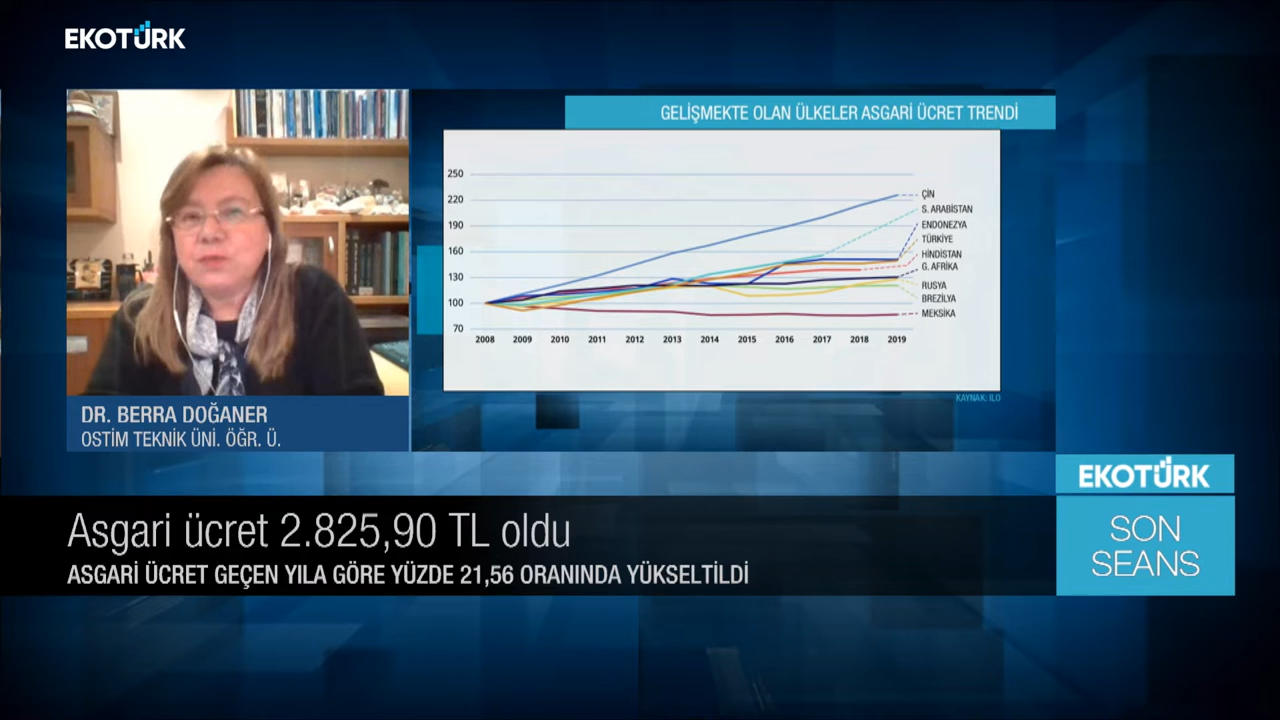 EKOTÜRK
GELİŞMEKTE OLAN ÜLKELER ASGARİ ÜCRET TRENDİ
250
220
190
160
130
100
70
2008 2009 2010 2011 2012 2013 2014 2015 2016 2017 2018 2019
ÇİN
S. ARABİSTAN
ENDONEZYA
TÜRKİYE
HİNDİSTAN
G. AFRİKA
RUSYA
BREZİLYA
MEKSİKA
KAYNAK: ILO
DR. BERRA DOĞANER
OSTİM TEKNİK ÜNİ. ÖĞR. Ü.
EKOTÜRK
SON
SEANS
Asgari ücret 2.825,90 TL oldu
ASGARİ ÜCRET GEÇEN YILA GÖRE YÜZDE 21,56 ORANINDA YÜKSELTİLDİ